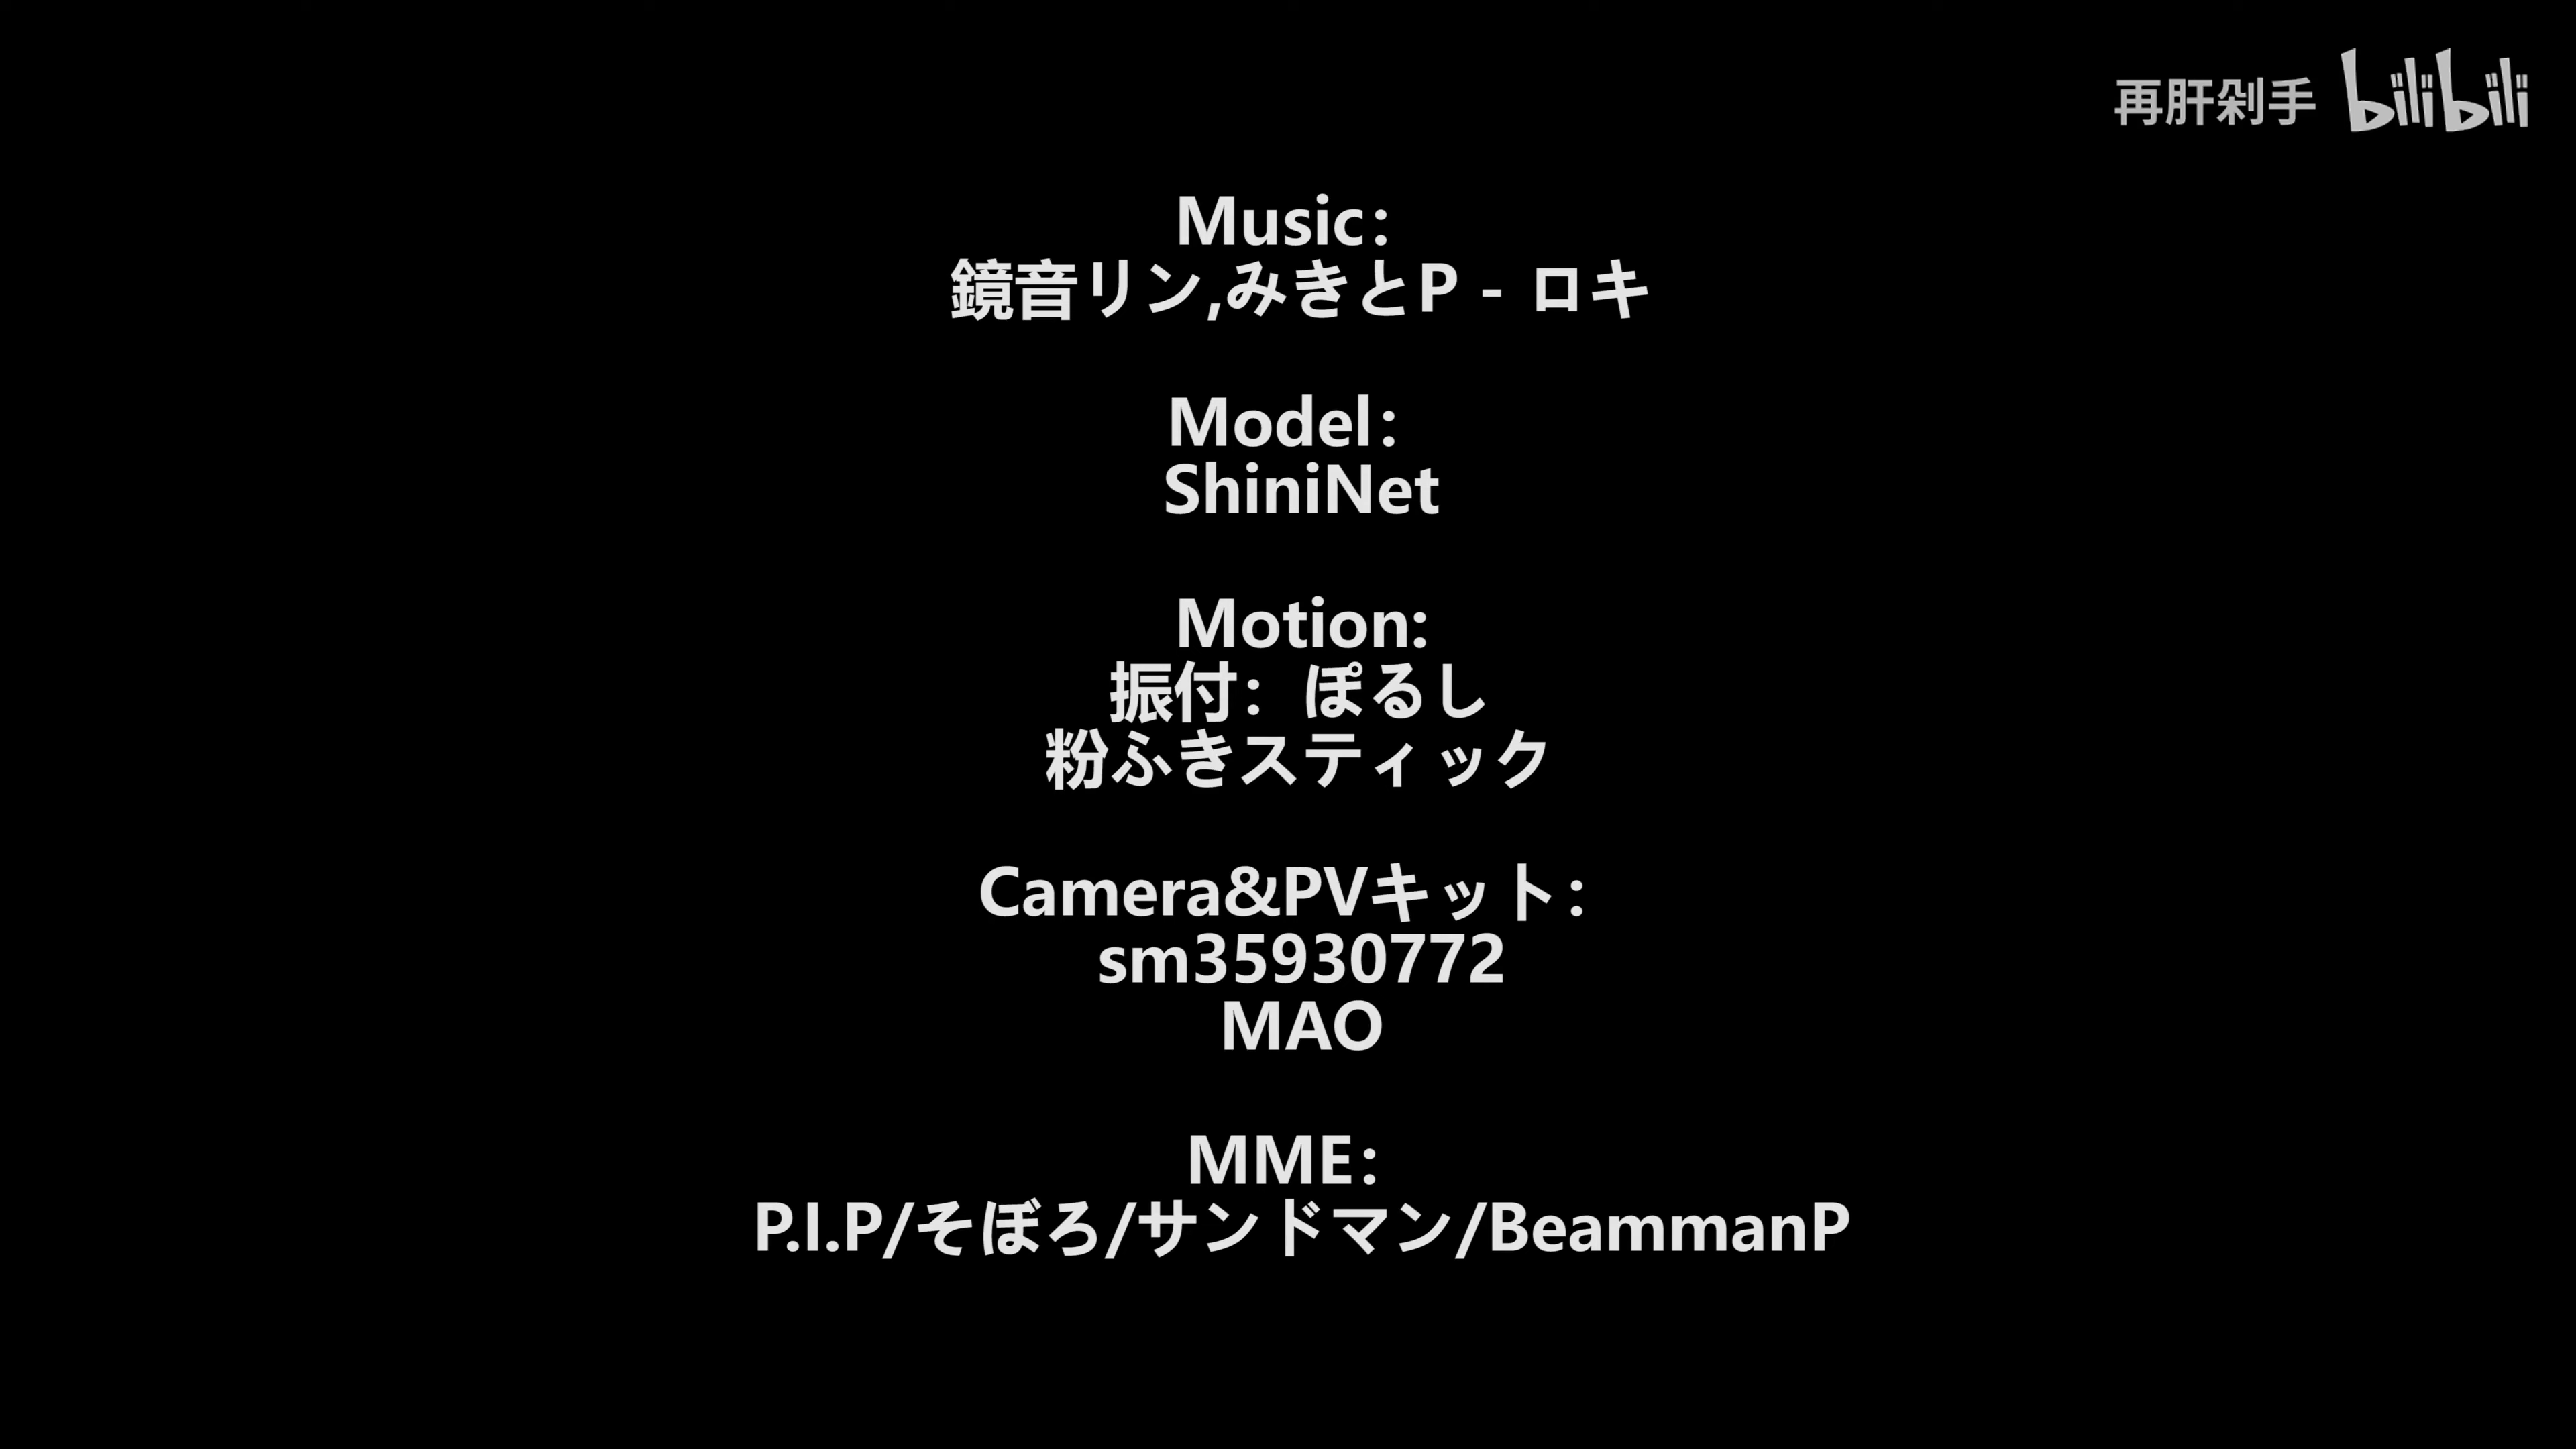 再肝剁手 bilibili
Music：
鏡音リン,みきとP - ロキ
Model：
ShiniNet
Motion:
振付：ぽるし
粉ふきスティック
Camera&PVキット：
sm35930772
MAO
MME：
P.I.P/そぼろ/サンドマン/BeammanP